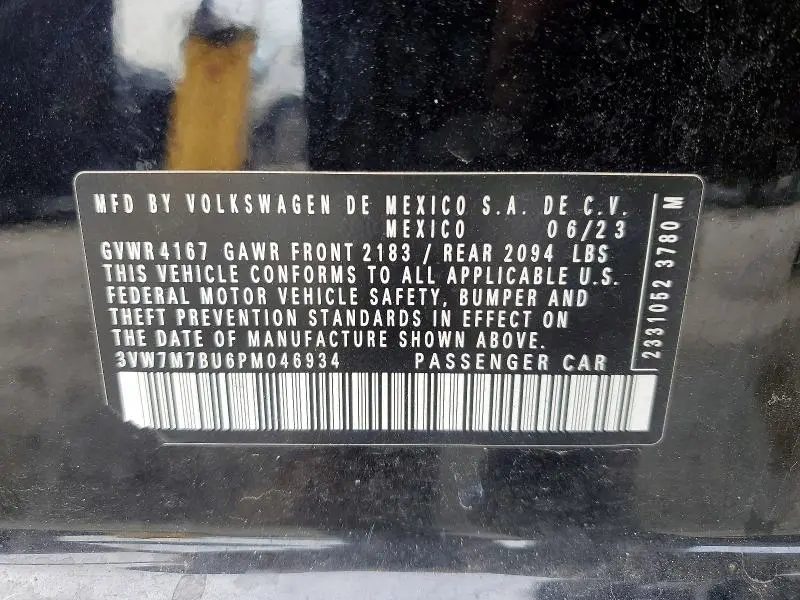 MFD BY VOLKSWAGEN DE MEXICO S.A. DE C.V.
MEXICO 06/23
GVWR 4167 GAWR FRONT 2183 / REAR 2094 LBS
THIS VEHICLE CONFORMS TO ALL APPLICABLE U.S.
FEDERAL MOTOR VEHICLE SAFETY, BUMPER AND
THEFT PREVENTION STANDARDS IN EFFECT ON
THE DATE OF MANUFACTURE SHOWN ABOVE.
3VW7M7BU6PM046934 PASSENGER CAR
2331052 3780 M